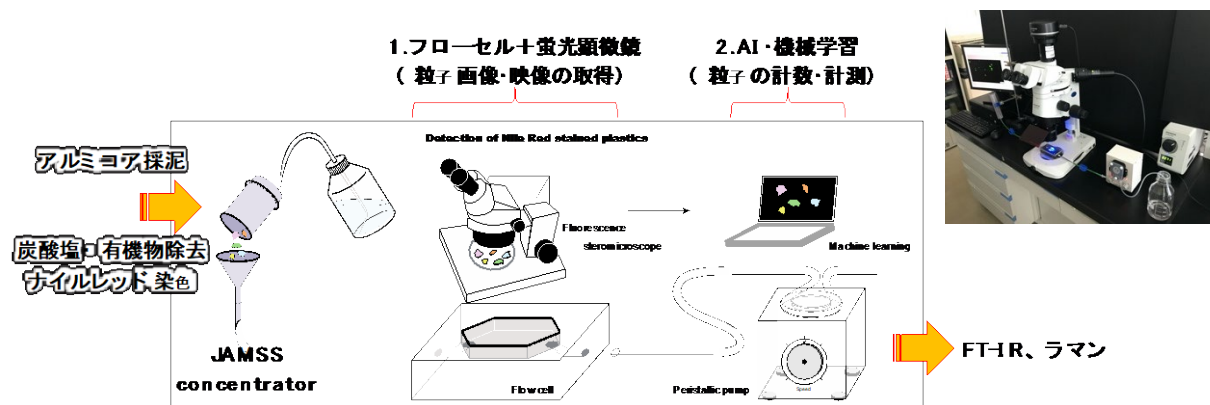 1.フローセル＋蛍光顕微鏡
( 粒子画像・映像の取得)
2.AI・機械学習
( 粒子の計数・計測)
アルミコア採泥
炭酸塩・有機物除去
ナイルレッド染色
Detection of Nile Red stained plastics
Fluorescence
steromicroscope
Machine learning
JAMSS
concentrator
Flow cell
Peristaltic pump
Speed
FT-IR、ラマン